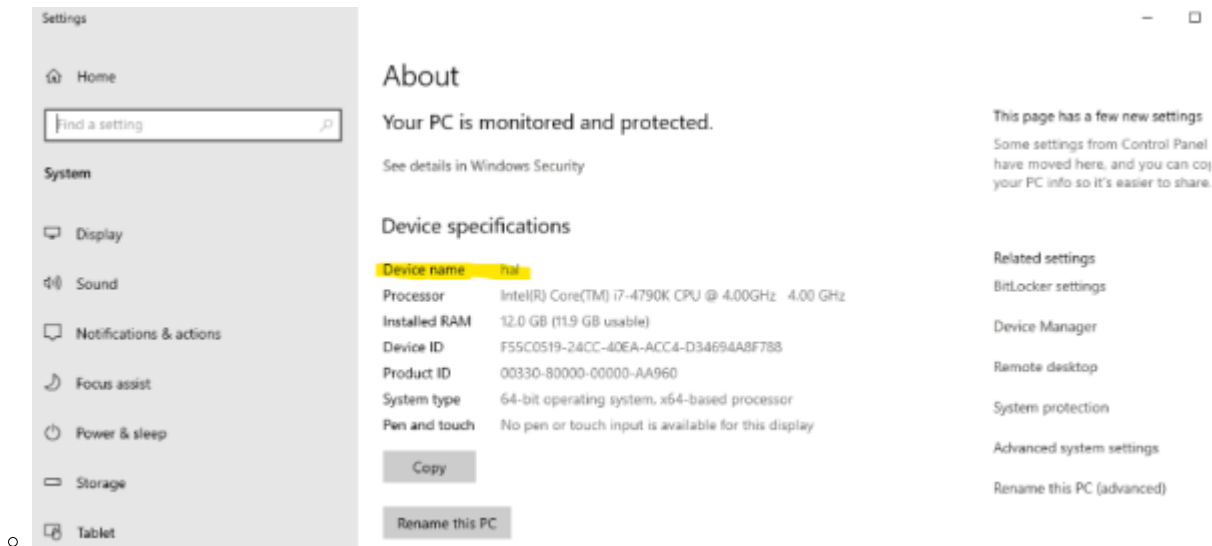 Settings
Home
Find a setting
System
Display
Sound
Notifications & actions
Focus assist
Power & sleep
Storage
Tablet
About
Your PC is monitored and protected.
See details in Windows Security
Device specifications
Device name hal
Processor Intel(R) Core(TM) i7-4790K CPU @ 4.00GHz 4.00 GHz
Installed RAM 12.0 GB (11.9 GB usable)
Device ID F55C0519-24CC-40EA-ACC4-D34694A8F788
Product ID 00330-80000-00000-AA960
System type 64-bit operating system, x64-based processor
Pen and touch No pen or touch input is available for this display
Copy
Rename this PC
This page has a few new settings
Some settings from Control Panel
have moved here, and you can cop
your PC info so it's easier to share.
Related settings
BitLocker settings
Device Manager
Remote desktop
System protection
Advanced system settings
Rename this PC (advanced)